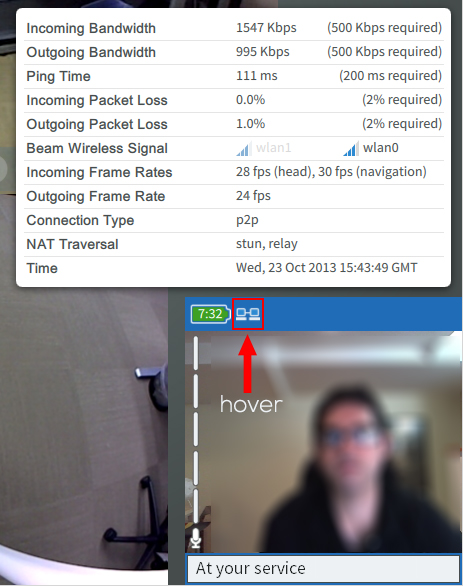 Incoming Bandwidth 1547 Kbps (500 Kbps required)
Outgoing Bandwidth 995 Kbps (500 Kbps required)
Ping Time 111 ms (200 ms required)
Incoming Packet Loss 0.0% (2% required)
Outgoing Packet Loss 1.0% (2% required)
Beam Wireless Signal wlan1 wlan0
Incoming Frame Rates 28 fps (head), 30 fps (navigation)
Outgoing Frame Rate 24 fps
Connection Type p2p
NAT Traversal stun, relay
Time Wed, 23 Oct 2013 15:43:49 GMT
7:32
hover
At your service